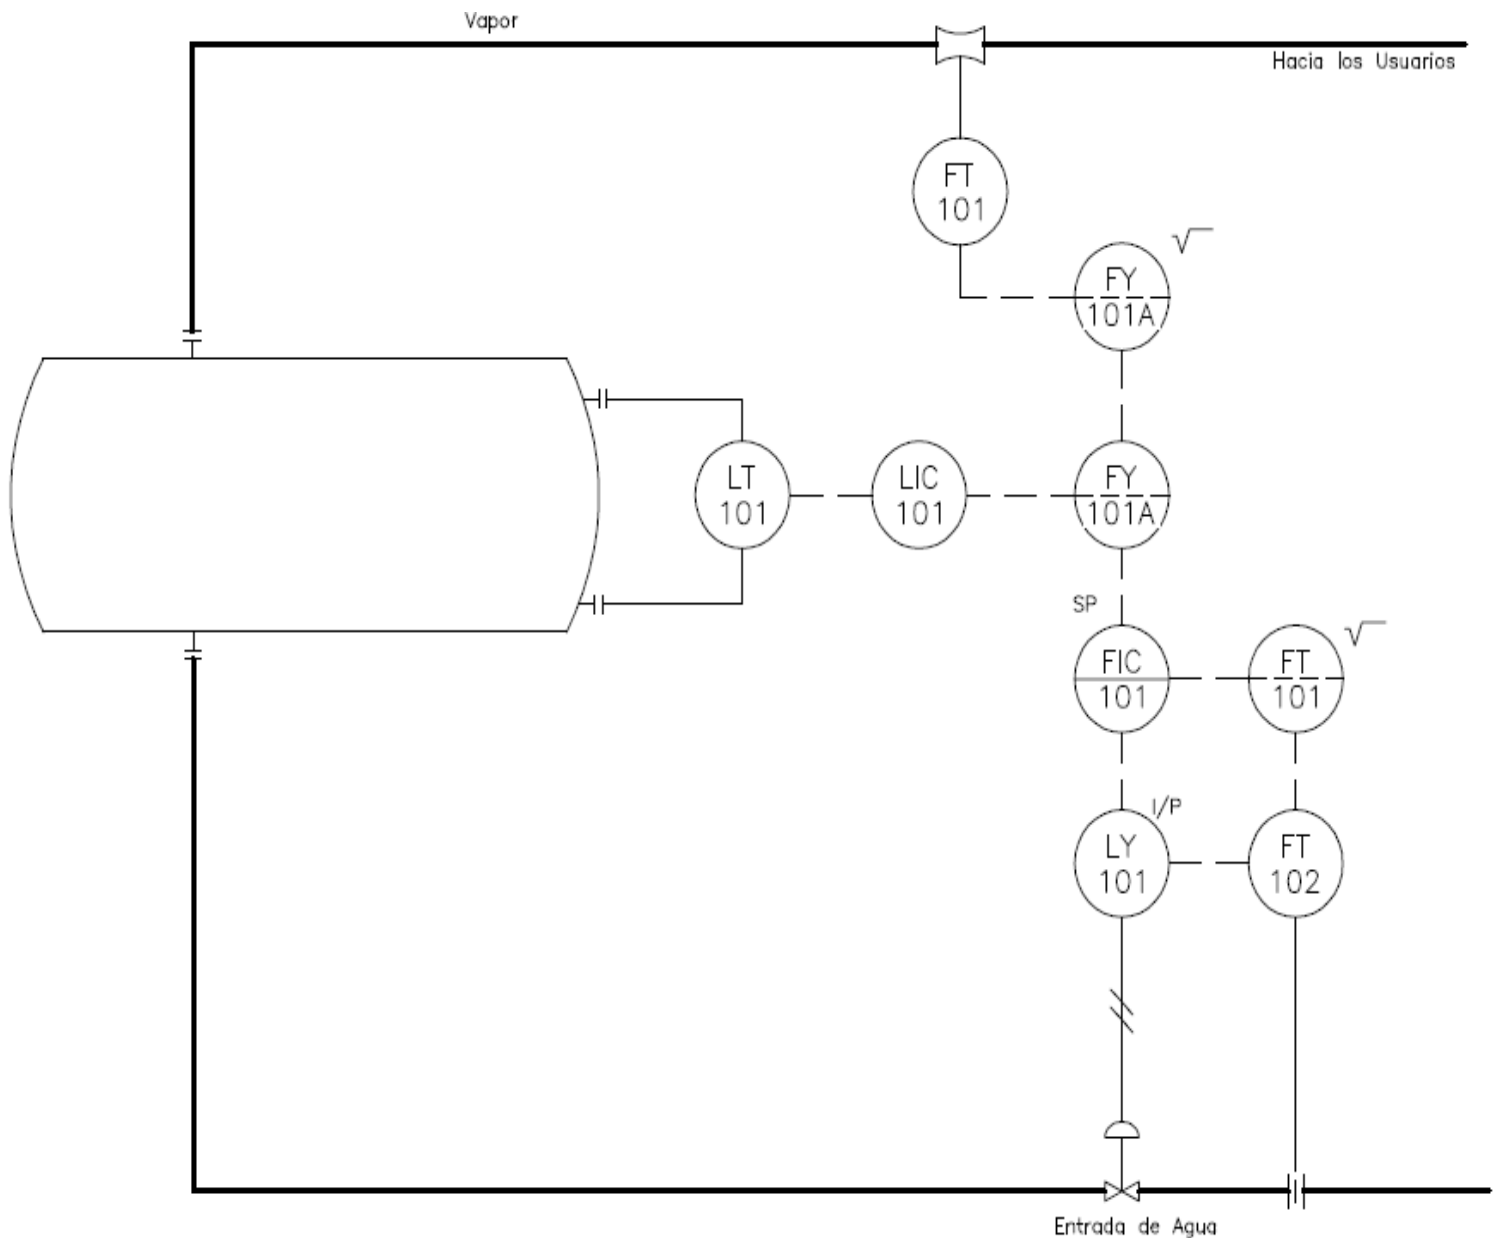 Vapor
Hacia los Usuarios
FT
101
√
FY
101A
LT
101
LIC
101
FY
101A
SP
FIC
101
√
FT
101
I/P
LY
101
FT
102
Entrada de Agua